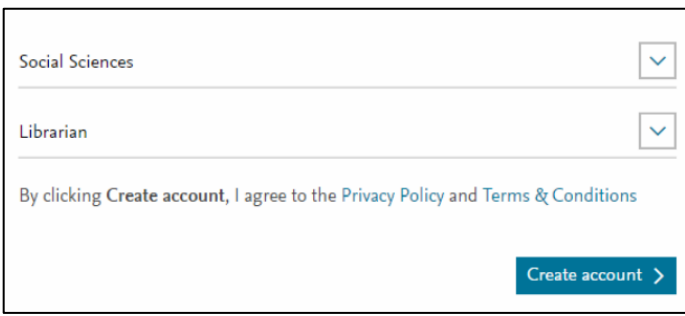 Social Sciences
Librarian
By clicking Create account, I agree to the Privacy Policy and Terms & Conditions
Create account